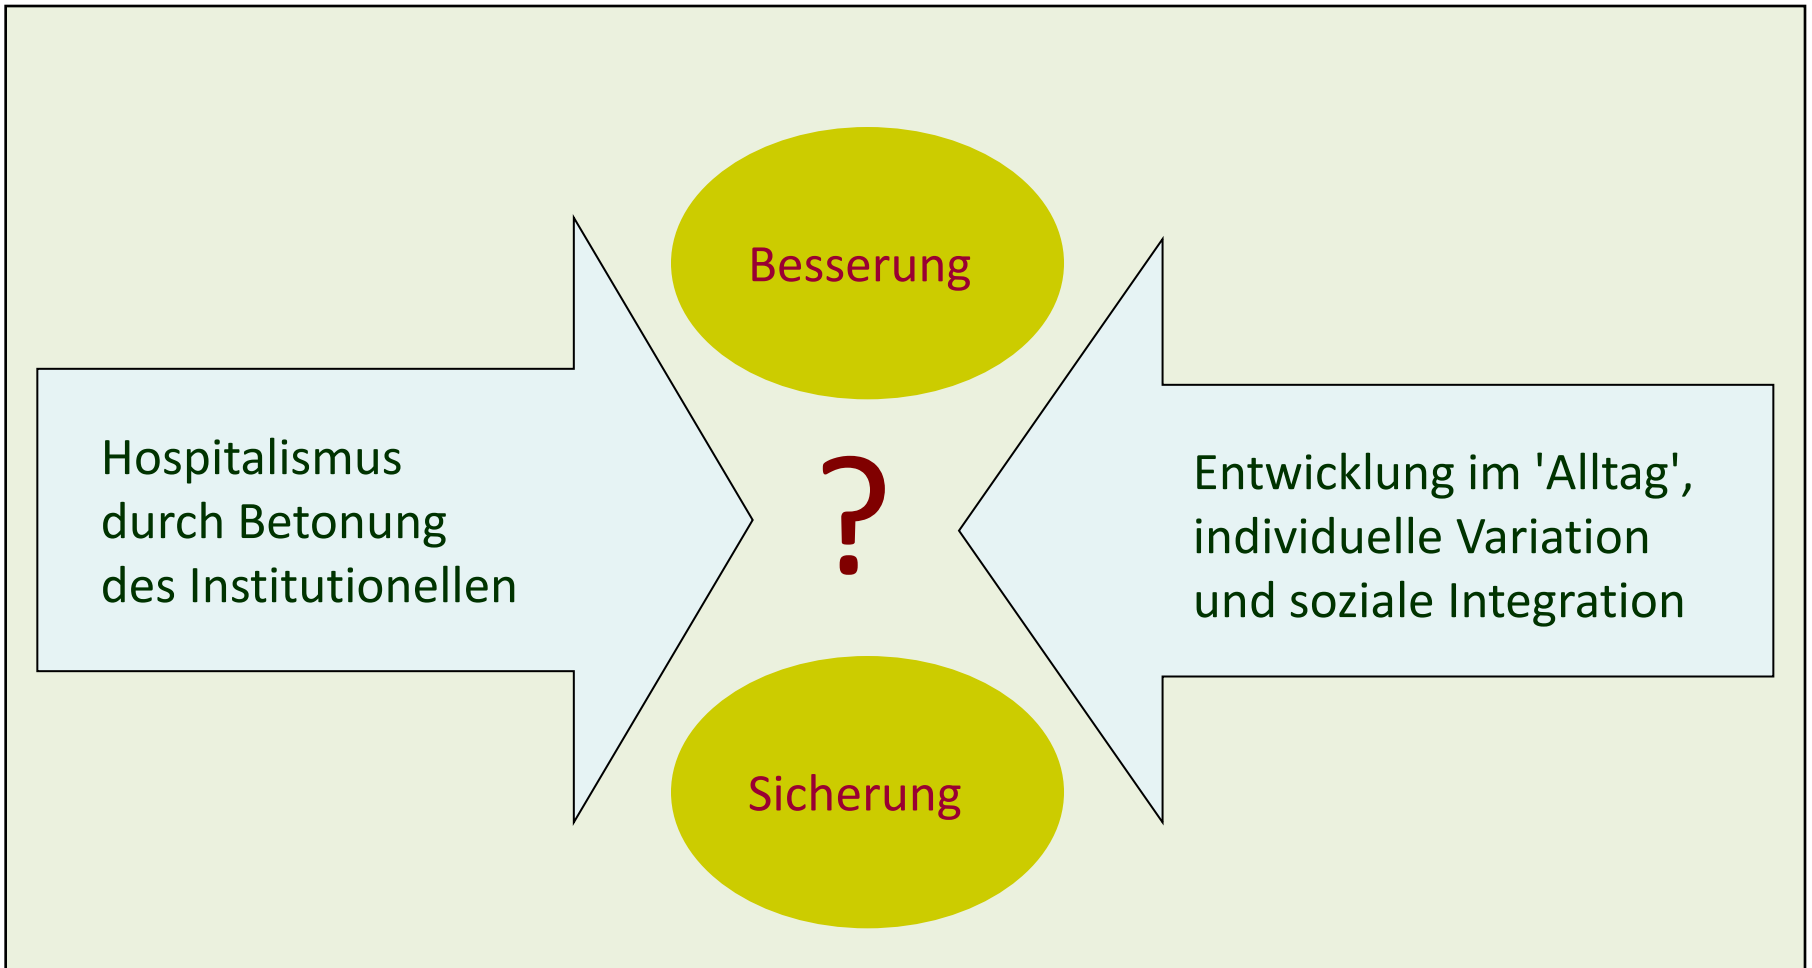 Besserung
Hospitalismus
durch Betonung
des Institutionellen
?
Entwicklung im 'Alltag',
individuelle Variation
und soziale Integration
Sicherung